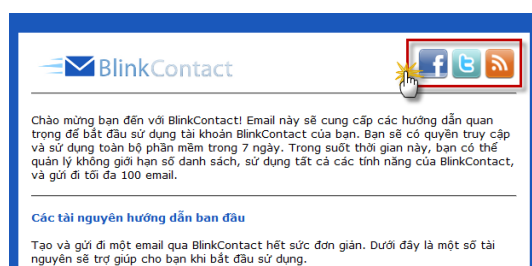 BlinkContact
Chào mừng bạn đến với BlinkContact! Email này sẽ cung cấp các hướng dẫn quan
trọng để bắt đầu sử dụng tài khoản BlinkContact của bạn. Bạn sẽ có quyền truy cập
và sử dụng toàn bộ phần mềm trong 7 ngày. Trong suốt thời gian này, bạn có thể
quản lý không giới hạn số danh sách, sử dụng tất cả các tính năng của BlinkContact,
và gửi đi tối đa 100 email.
Các tài nguyên hướng dẫn ban đầu
Tạo và gửi đi một email qua BlinkContact hết sức đơn giản. Dưới đây là một số tài
nguyên sẽ trợ giúp cho bạn khi bắt đầu sử dụng.